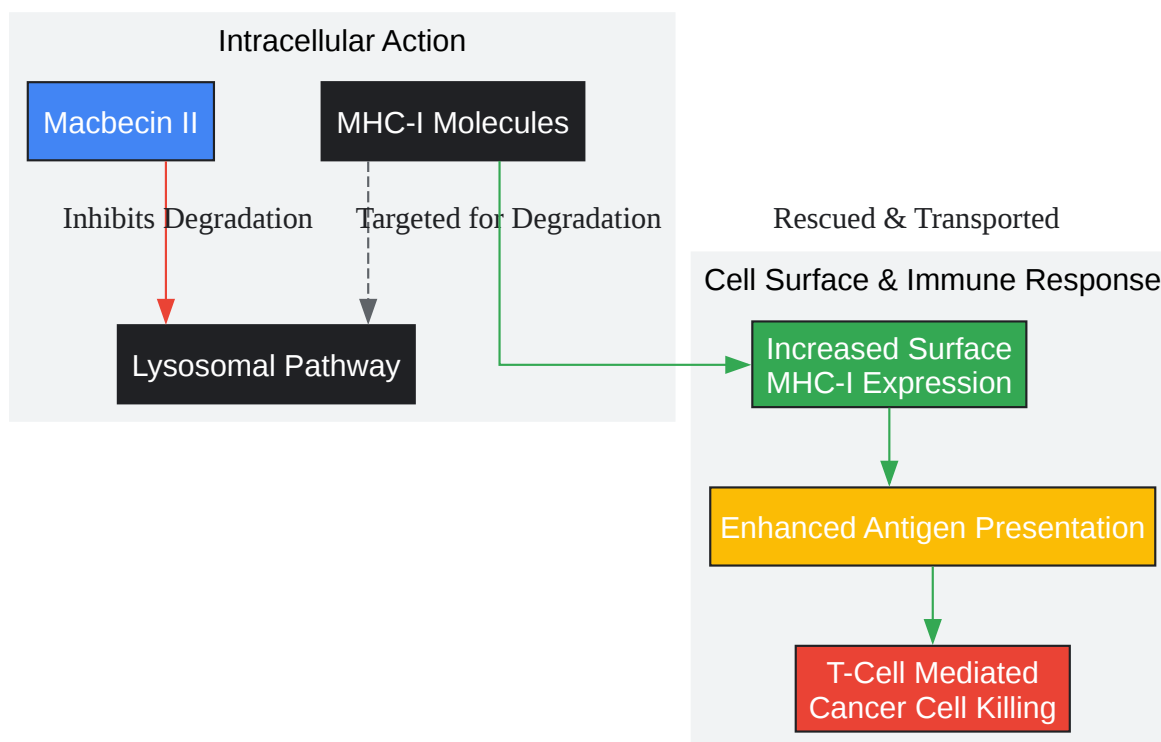 Intracellular Action
Macbecin II
MHC-I Molecules
Inhibits Degradation
Targeted for Degradation
Rescued & Transported
Lysosomal Pathway
Cell Surface & Immune Response
Increased Surface
MHC-I Expression
Enhanced Antigen Presentation
T-Cell Mediated
Cancer Cell Killing